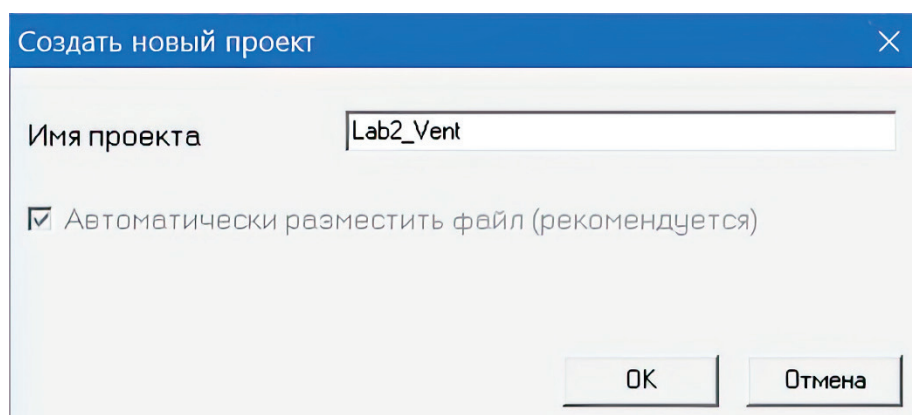 Создать новый проект
Имя проекта Lab2_Vent
Автоматически разместить файл (рекомендуется)
OK Отмена